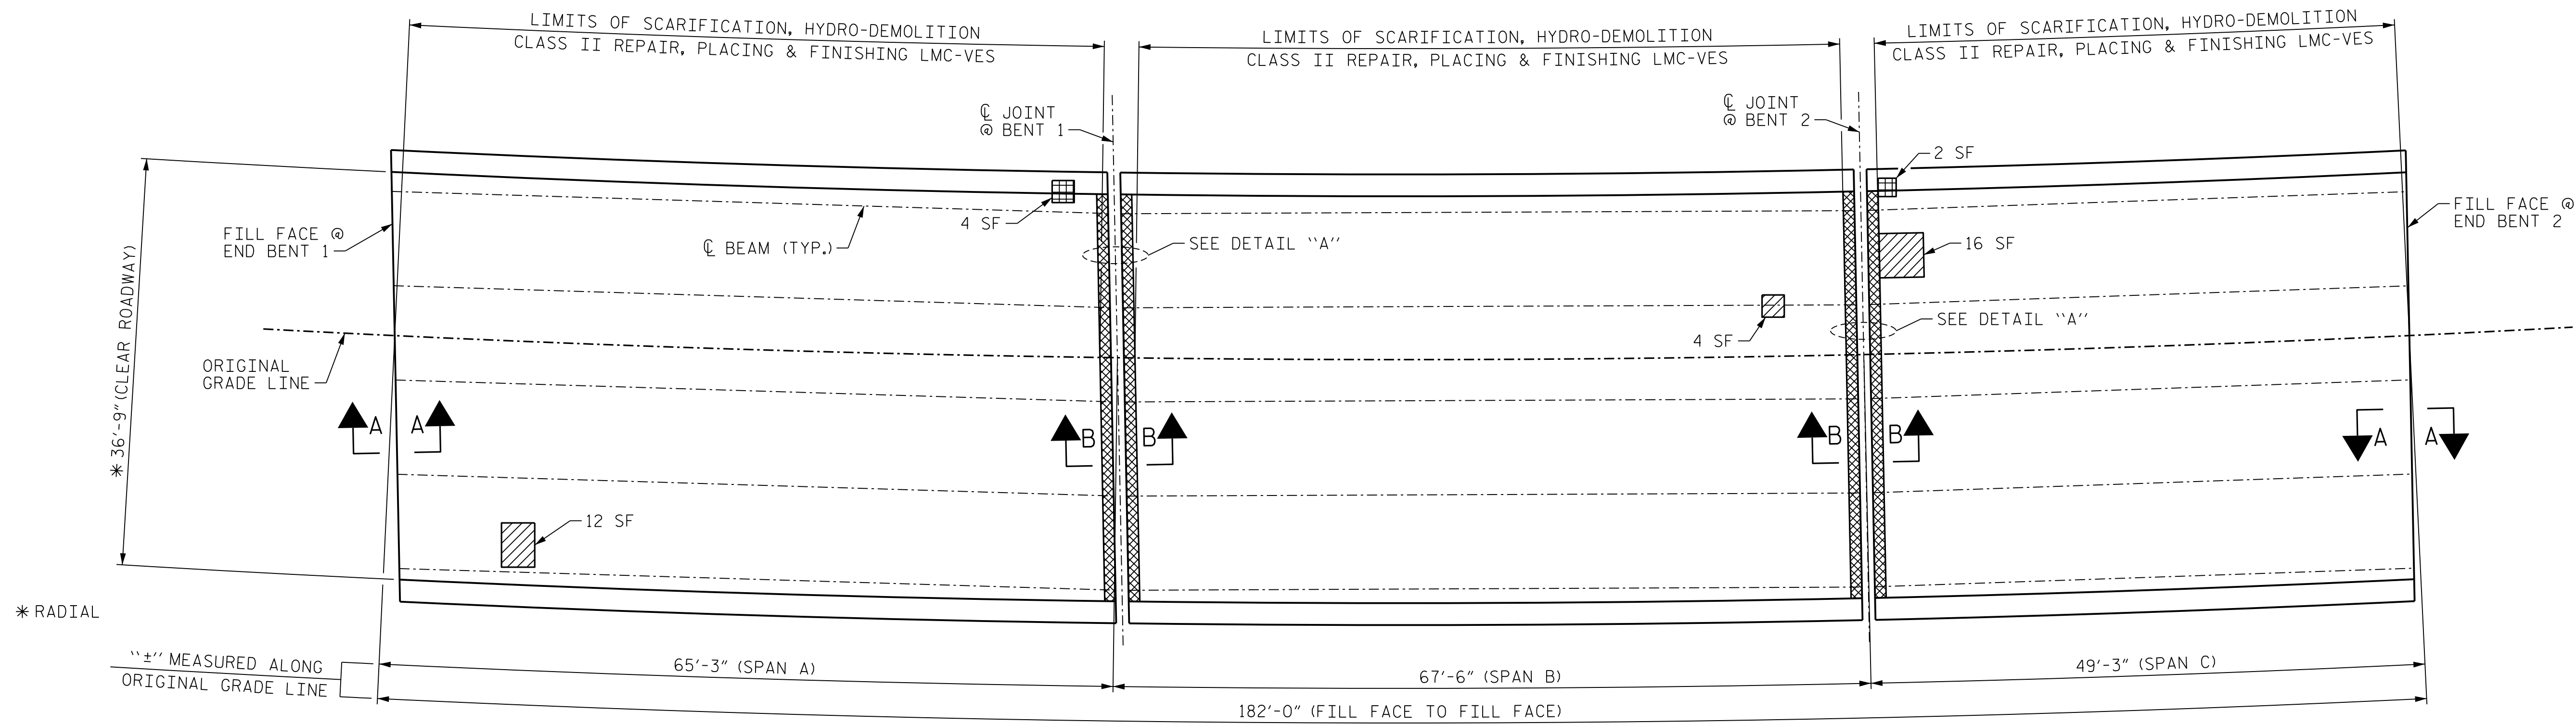 LIMITS OF SCARIFICATION, HYDRO-DEMOLITION
CLASS II REPAIR, PLACING & FINISHING LMC-VES
LIMITS OF SCARIFICATION, HYDRO-DEMOLITION
CLASS II REPAIR, PLACING & FINISHING LMC-VES
LIMITS OF SCARIFICATION, HYDRO-DEMOLITION
CLASS II REPAIR, PLACING & FINISHING LMC-VES
℄ JOINT
@ BENT 1
℄ JOINT
@ BENT 2
2 SF
4 SF
FILL FACE @
END BENT 1
℄ BEAM (TYP.)
SEE DETAIL ``A''
16 SF
FILL FACE @
END BENT 2
* 36'-9" (CLEAR ROADWAY)
4 SF
SEE DETAIL ``A''
ORIGINAL
GRADE LINE
A A
B B
B B
A A
12 SF
* RADIAL
``±'' MEASURED ALONG
ORIGINAL GRADE LINE
65'-3" (SPAN A)
67'-6" (SPAN B)
49'-3" (SPAN C)
182'-0" (FILL FACE TO FILL FACE)